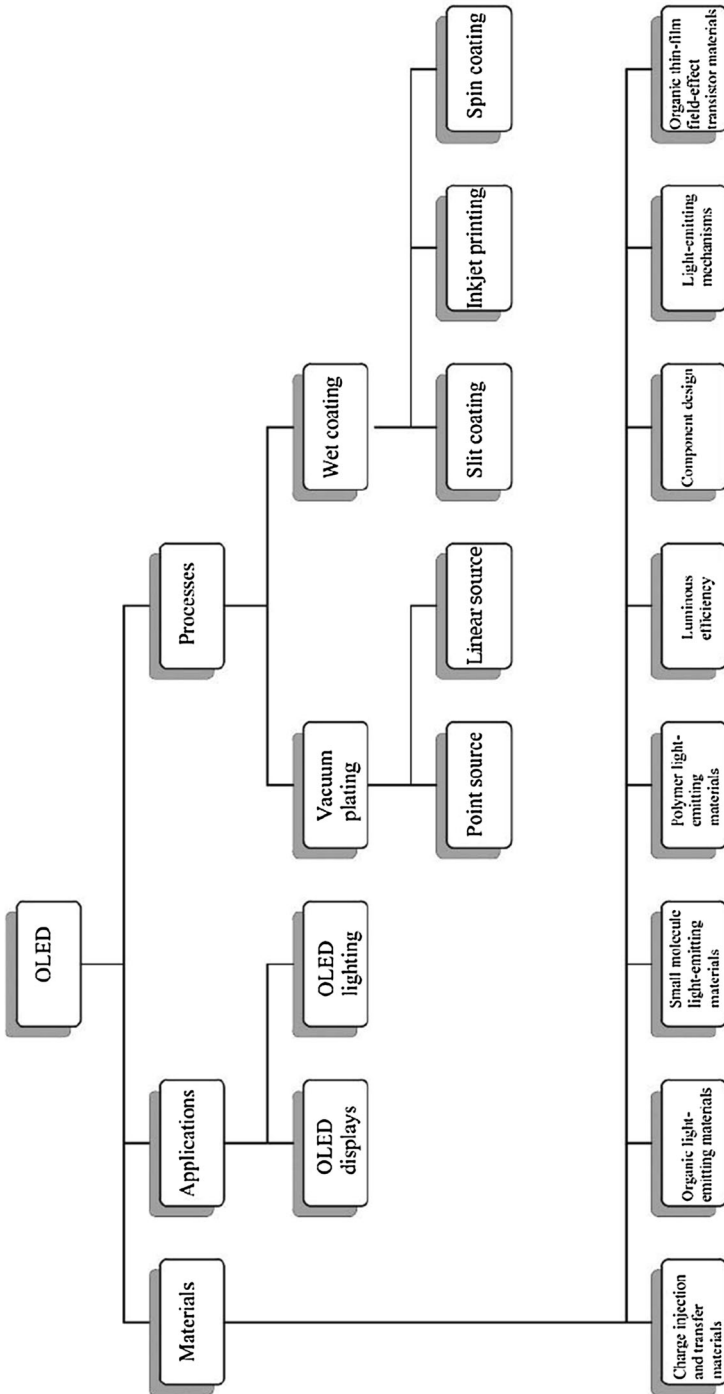 OLED
Materials
Applications
Processes
OLED
displays
OLED
lighting
Vacuum
plating
Wet coating
Point source
Linear source
Slit coating
Inkjet printing
Spin coating
Charge injection
and transfer
materials
Organic light-
emitting materials
Small molecule
light-emitting
materials
Polymer light-
emitting
materials
Luminous
efficiency
Component design
Light-emitting
mechanisms
Organic thin-film
field-effect
transistor materials